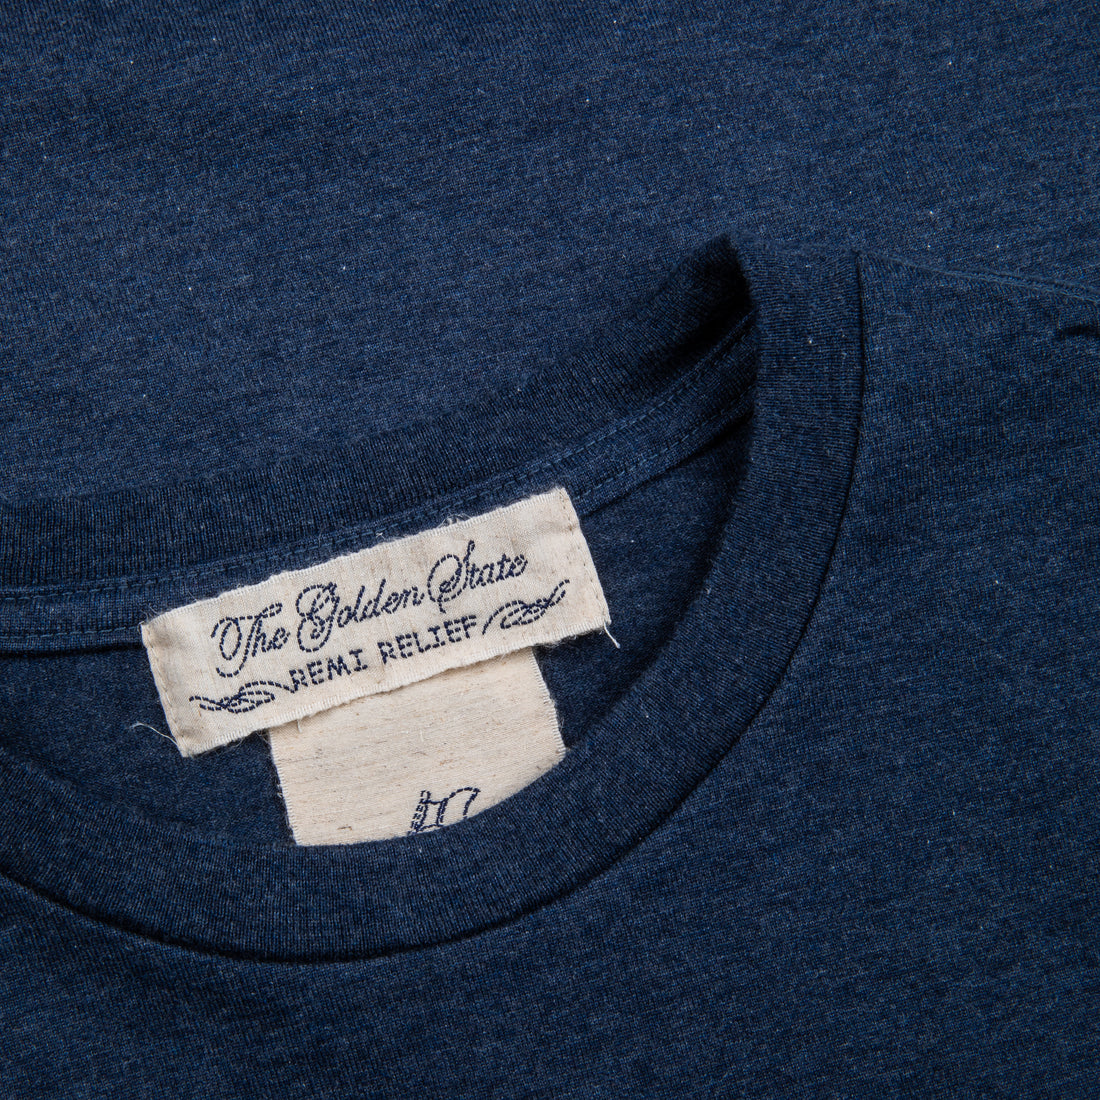 The Golden State
REMI RELIEF